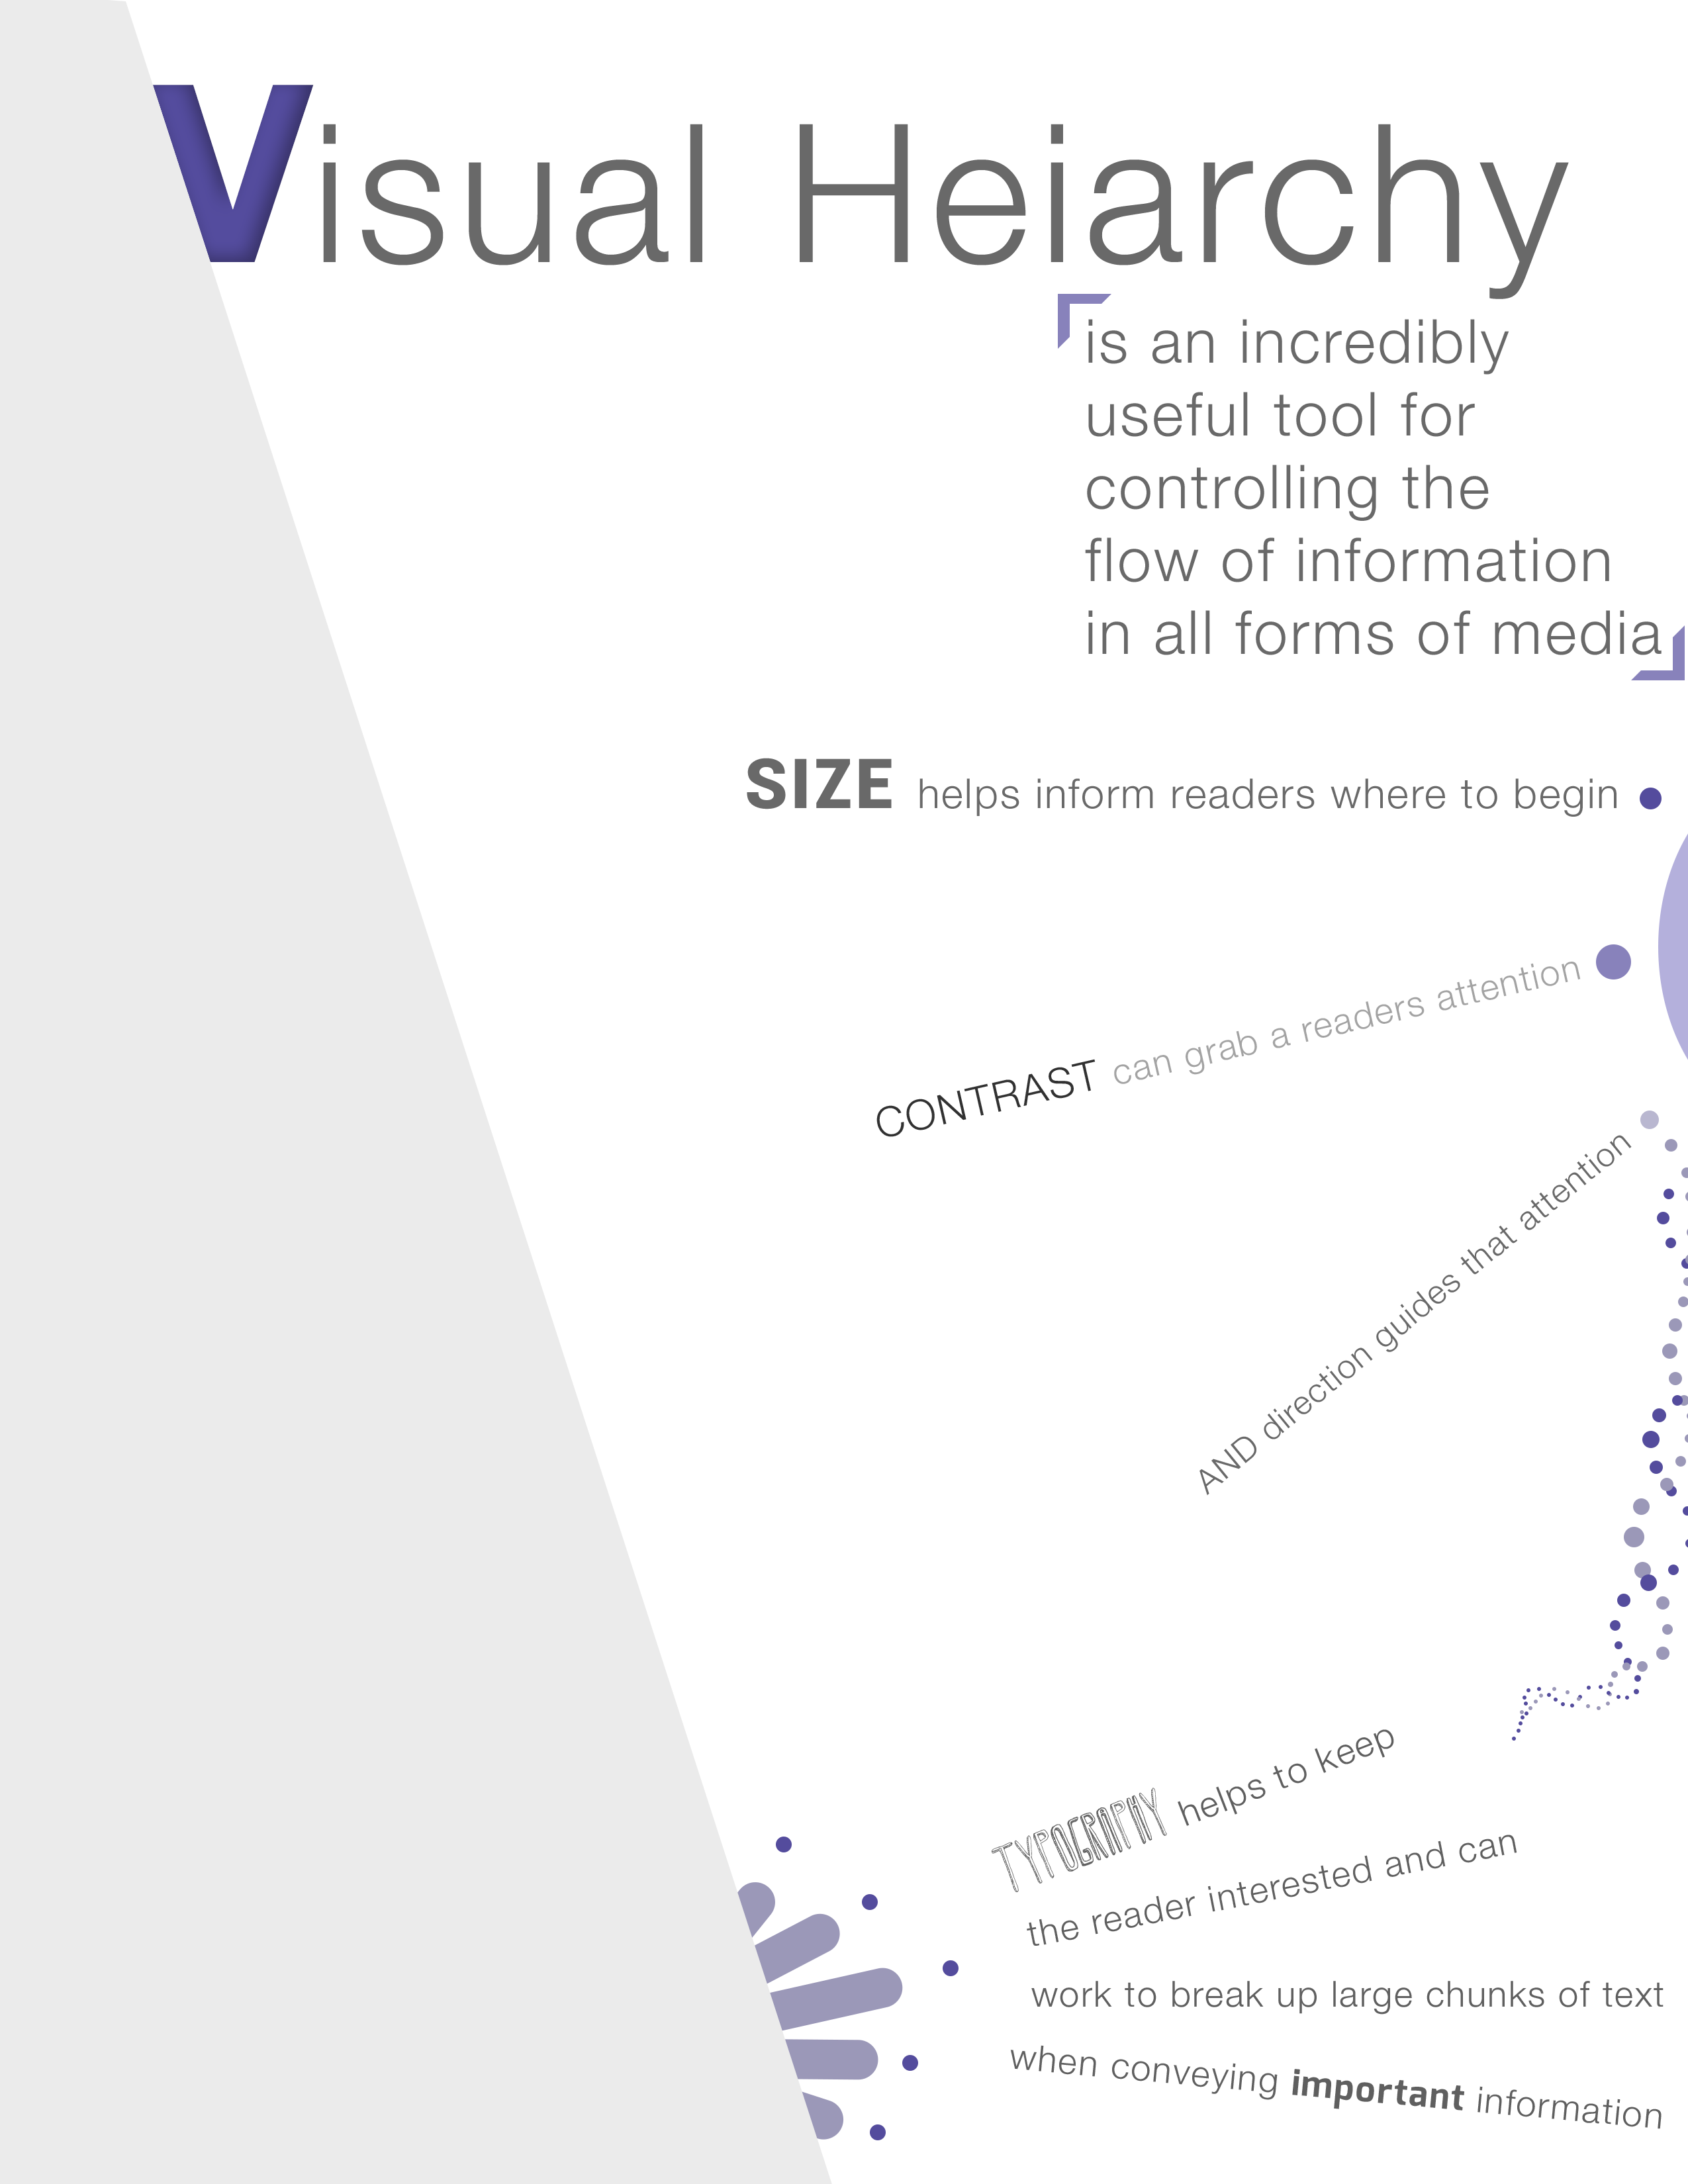 Visual Heiarchy
is an incredibly
useful tool for
controlling the
flow of information
in all forms of media
SIZE helps inform readers where to begin
CONTRAST can grab a readers attention
AND direction guides that attention
TYPOGRAPHY helps to keep
the reader interested and can
work to break up large chunks of text
when conveying important information